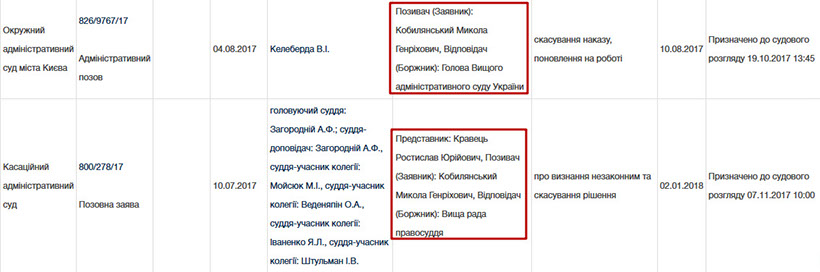 Окружний
адміністративний
суд міста Києва
826/9767/17
Адміністративний
позов
04.08.2017
Келеберда В.І.
Позивач (Заявник):
Кобилянський Микола
Генріхович, Відповідач
(Боржник): Голова Вищого
адміністративного суду України
скасування наказу,
поновлення на роботі
10.08.2017
Призначено до судового
розгляду 19.10.2017 13:45
Касаційний
адміністративний
суд
800/278/17
Позовна заява
10.07.2017
головуючий суддя:
Загородній А.Ф.; суддя-
доповідач: Загородній А.Ф.,
суддя-учасник колегії:
Мойсюк М.І., суддя-учасник
колегії: Веденяпін О.А.,
суддя-учасник колегії:
Іваненко Я.Л., суддя-учасник
колегії: Штульман І.В.
Представник: Кравець
Ростислав Юрійович, Позивач
(Заявник): Кобилянський
Микола Генріхович, Відповідач
(Боржник): Вища рада
правосуддя
про визнання незаконним та
скасування рішення
02.01.2018
Призначено до судового
розгляду 07.11.2017 10:00